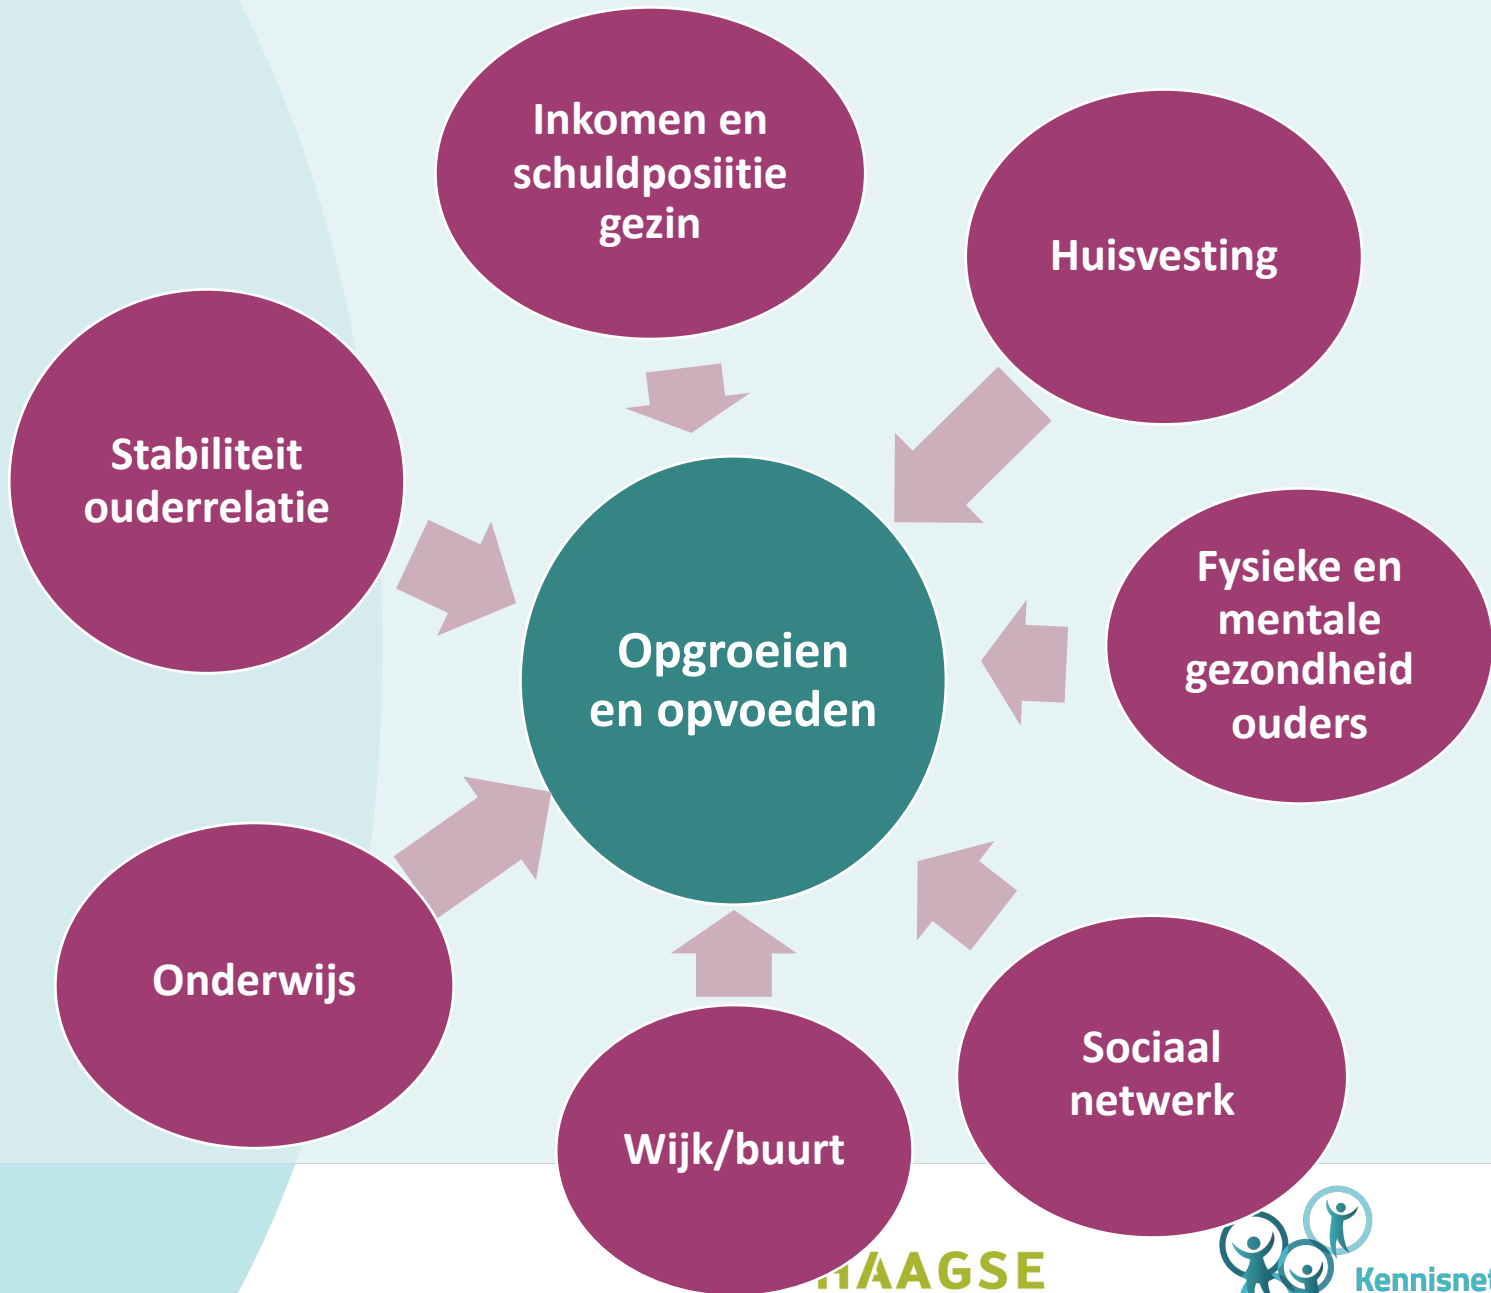 Inkomen en
schuldposiitie
gezin
Huisvesting
Stabiliteit
ouderrelatie
Fysieke en
mentale
gezondheid
ouders
Opgroeien
en opvoeden
Onderwijs
Sociaal
netwerk
Wijk/buurt
HAAGSE
Kennisnet